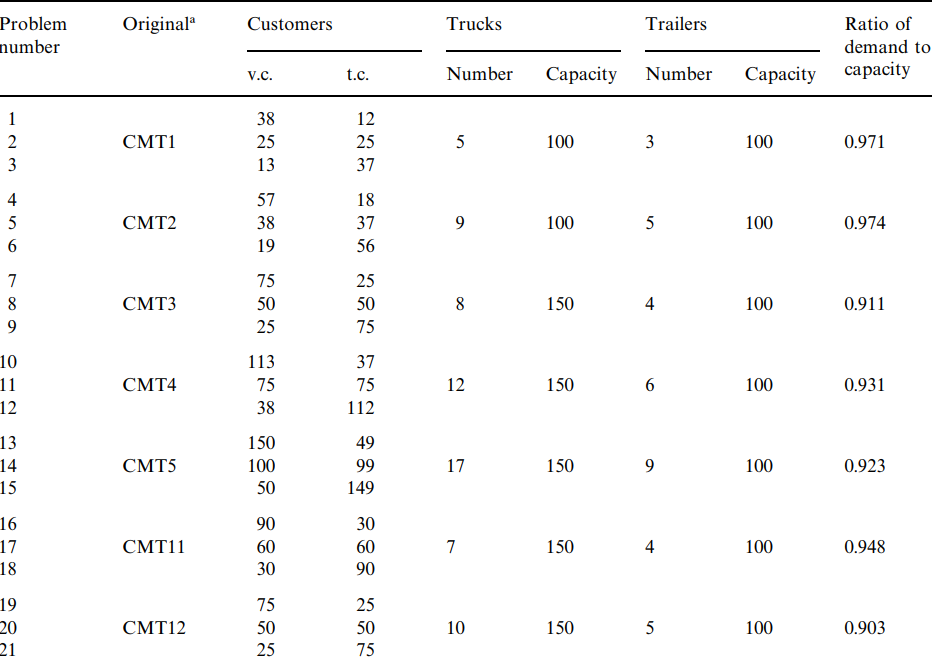 Problem number Originalᵃ Customers Trucks Trailers Ratio of demand to capacity
v.c. t.c. Number Capacity Number Capacity
1 38 12
2 CMT1 25 25 5 100 3 100 0.971
3 13 37
4 57 18
5 CMT2 38 37 9 100 5 100 0.974
6 19 56
7 75 25
8 CMT3 50 50 8 150 4 100 0.911
9 25 75
10 113 37
11 CMT4 75 75 12 150 6 100 0.931
12 38 112
13 150 49
14 CMT5 100 99 17 150 9 100 0.923
15 50 149
16 90 30
17 CMT11 60 60 7 150 4 100 0.948
18 30 90
19 75 25
20 CMT12 50 50 10 150 5 100 0.903
21 25 75